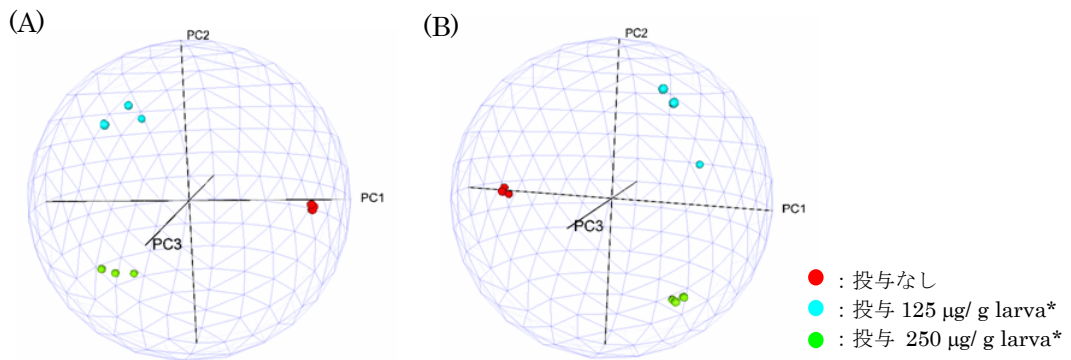 (A)
PC2
PC1
PC3
(B)
PC2
PC1
PC3
：投与なし
：投与 125 μg/ g larva*
：投与 250 μg/ g larva*